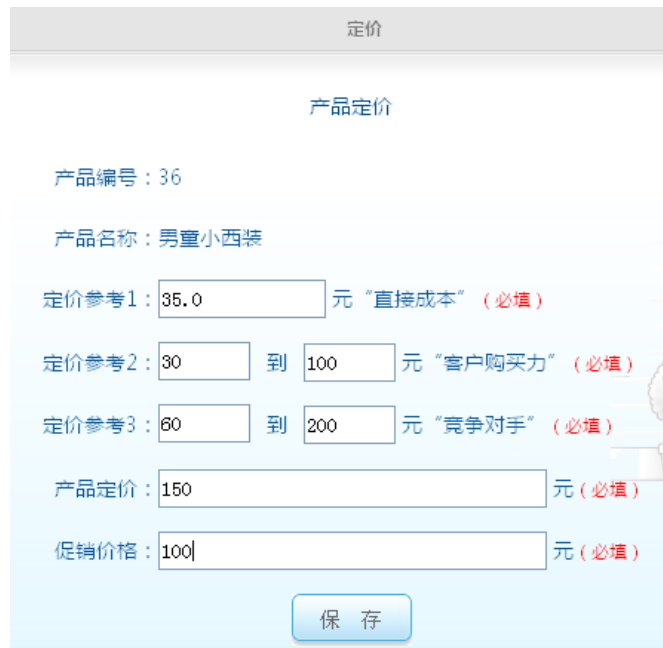 定价
产品定价
产品编号：36
产品名称：男童小西装
定价参考1：35.0 元 “直接成本” （必填）
定价参考2：30 到 100 元 “客户购买力” （必填）
定价参考3：60 到 200 元 “竞争对手” （必填）
产品定价：150 元（必填）
促销价格：100 元（必填）
保 存